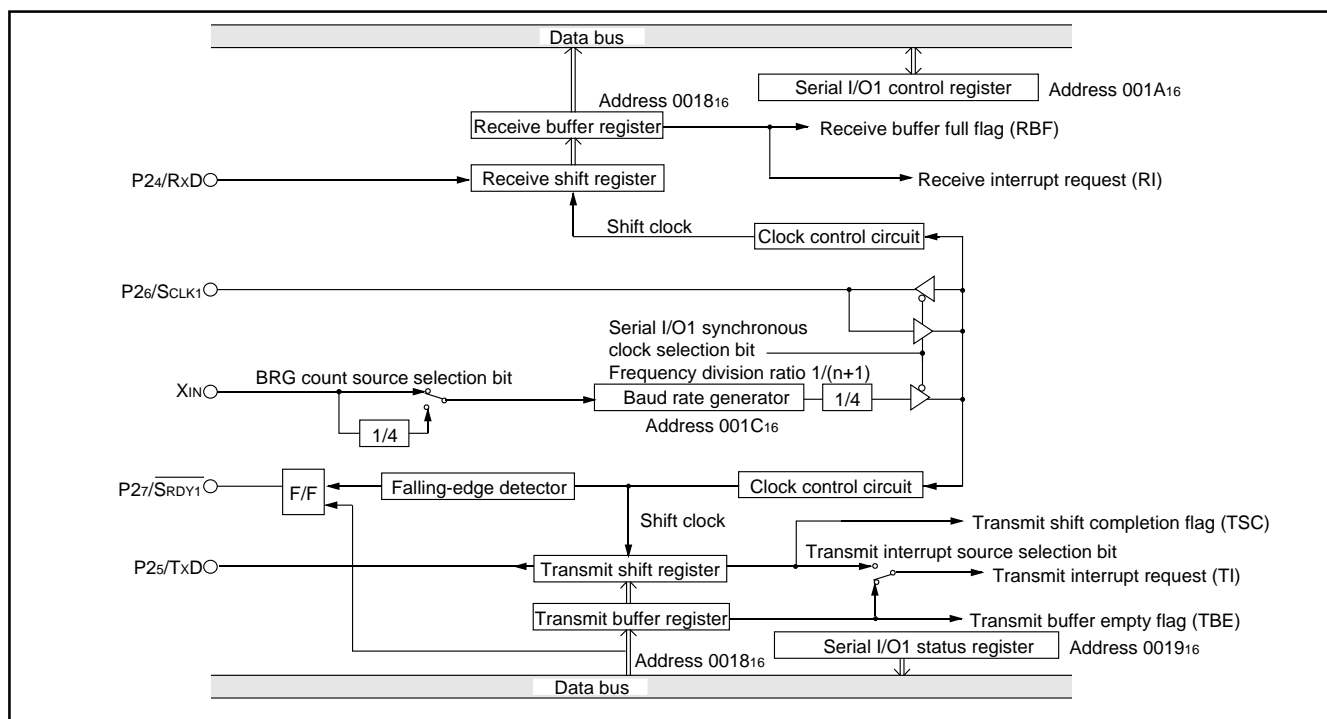 Data bus
Serial I/O1 control register
Address 001A16
Address 001816
Receive buffer register
Receive buffer full flag (RBF)
P24/RXD
Receive shift register
Receive interrupt request (RI)
Shift clock
Clock control circuit
P26/SCLK1
Serial I/O1 synchronous
clock selection bit
BRG count source selection bit
Frequency division ratio 1/(n+1)
XIN
Baud rate generator
1/4
1/4
Address 001C16
P27/SRDY1
F/F
Falling-edge detector
Clock control circuit
Shift clock
Transmit shift completion flag (TSC)
Transmit interrupt source selection bit
P25/TXD
Transmit shift register
Transmit interrupt request (TI)
Transmit buffer register
Transmit buffer empty flag (TBE)
Address 001816
Serial I/O1 status register
Address 001916
Data bus